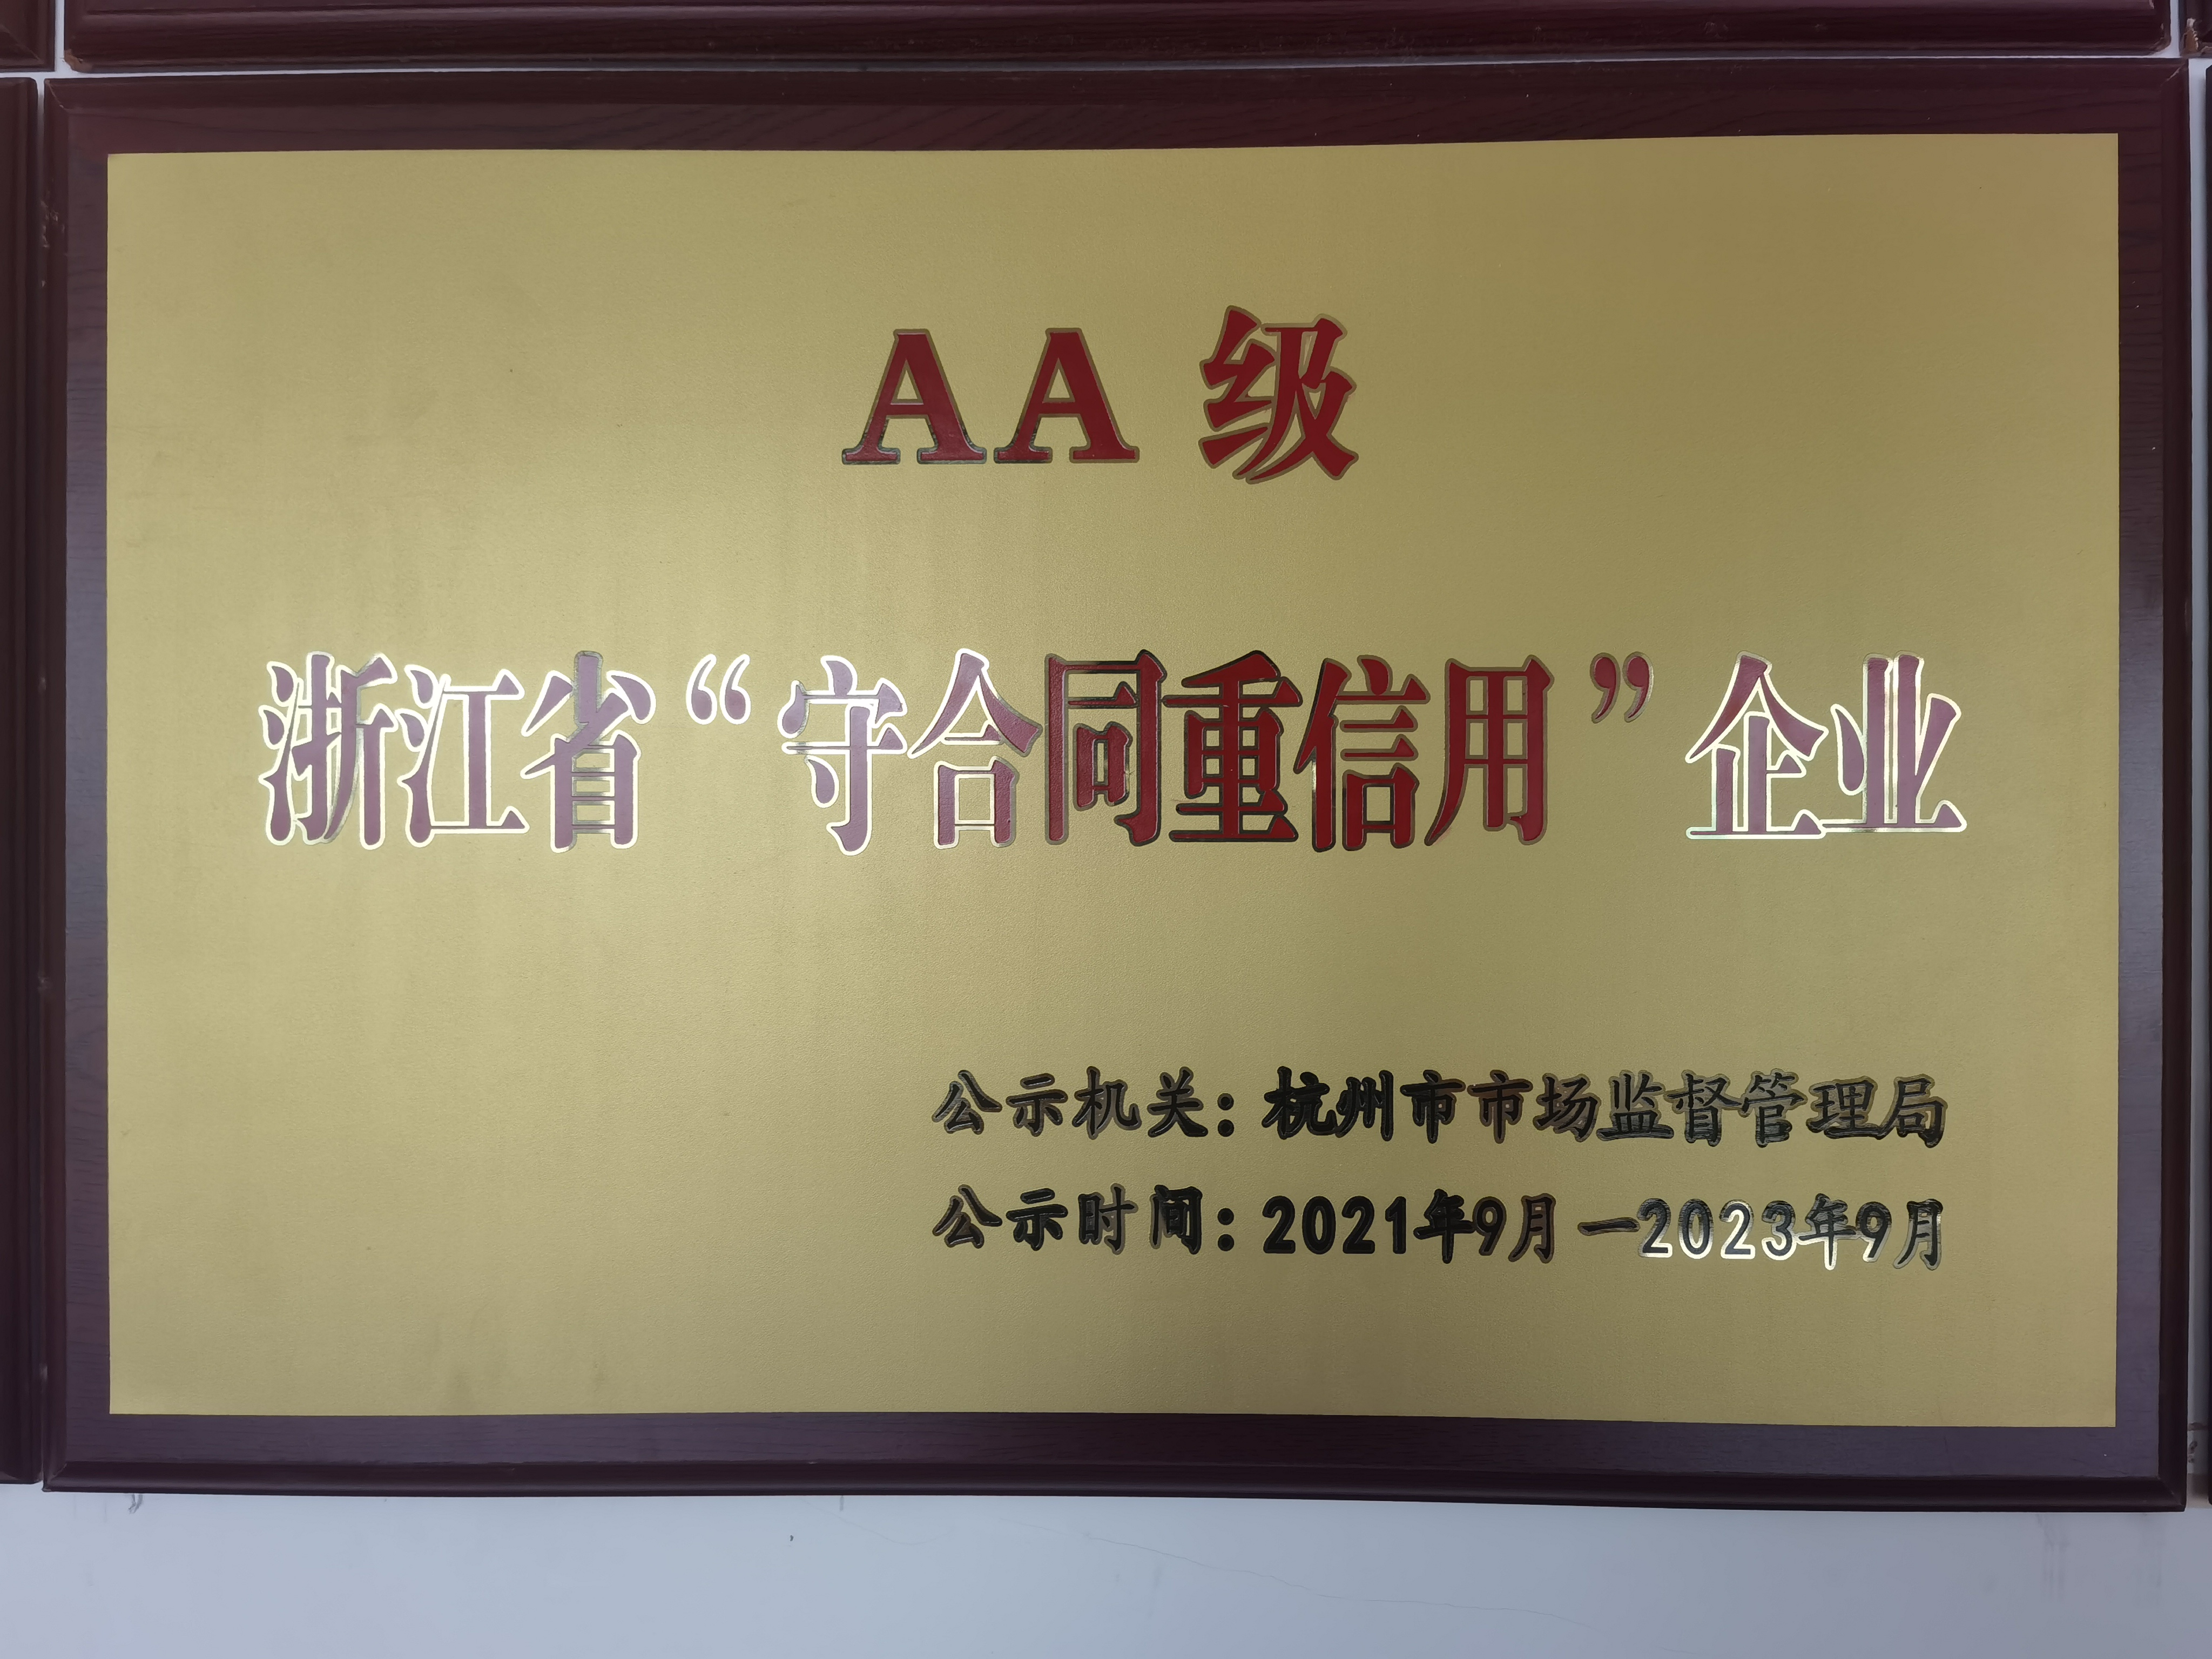 AA 级
浙江省“守合同重信用”企业
公示机关：杭州市市场监督管理局
公示时间：2021年9月一2023年9月